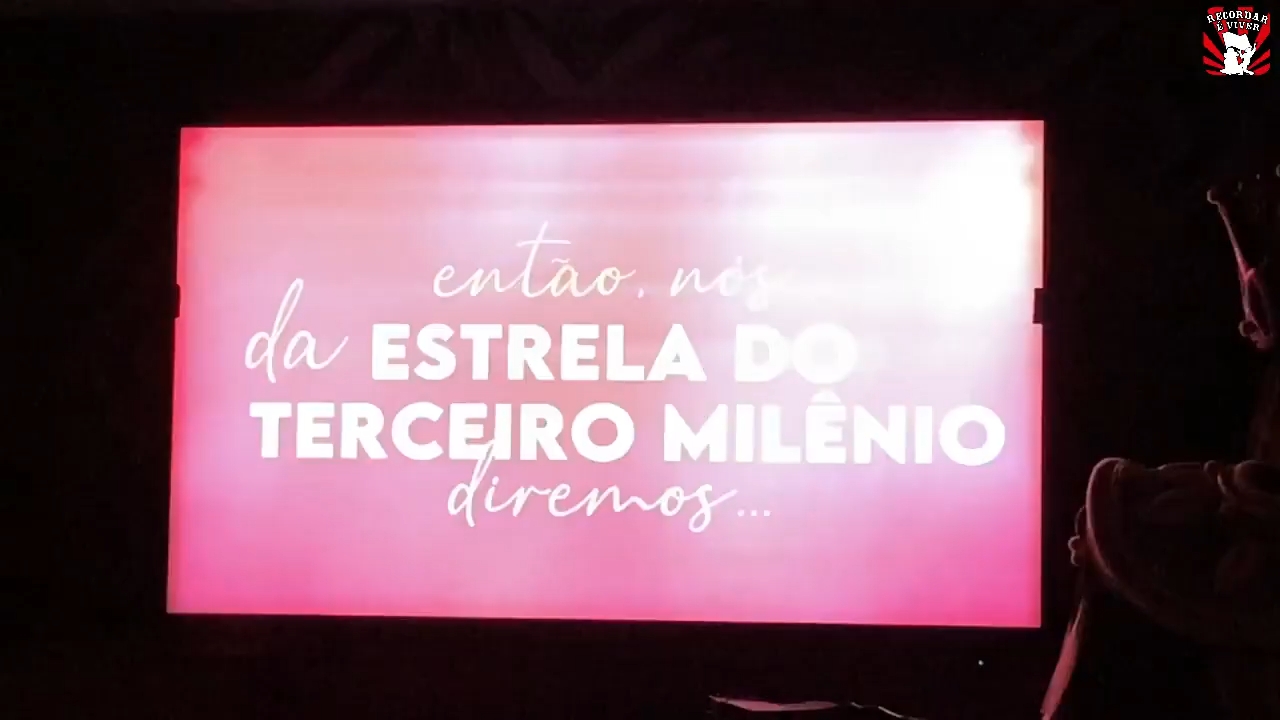 RECORDAR
É VIVER
então, nós
da ESTRELA DO
TERCEIRO MILÊNIO
diremos...